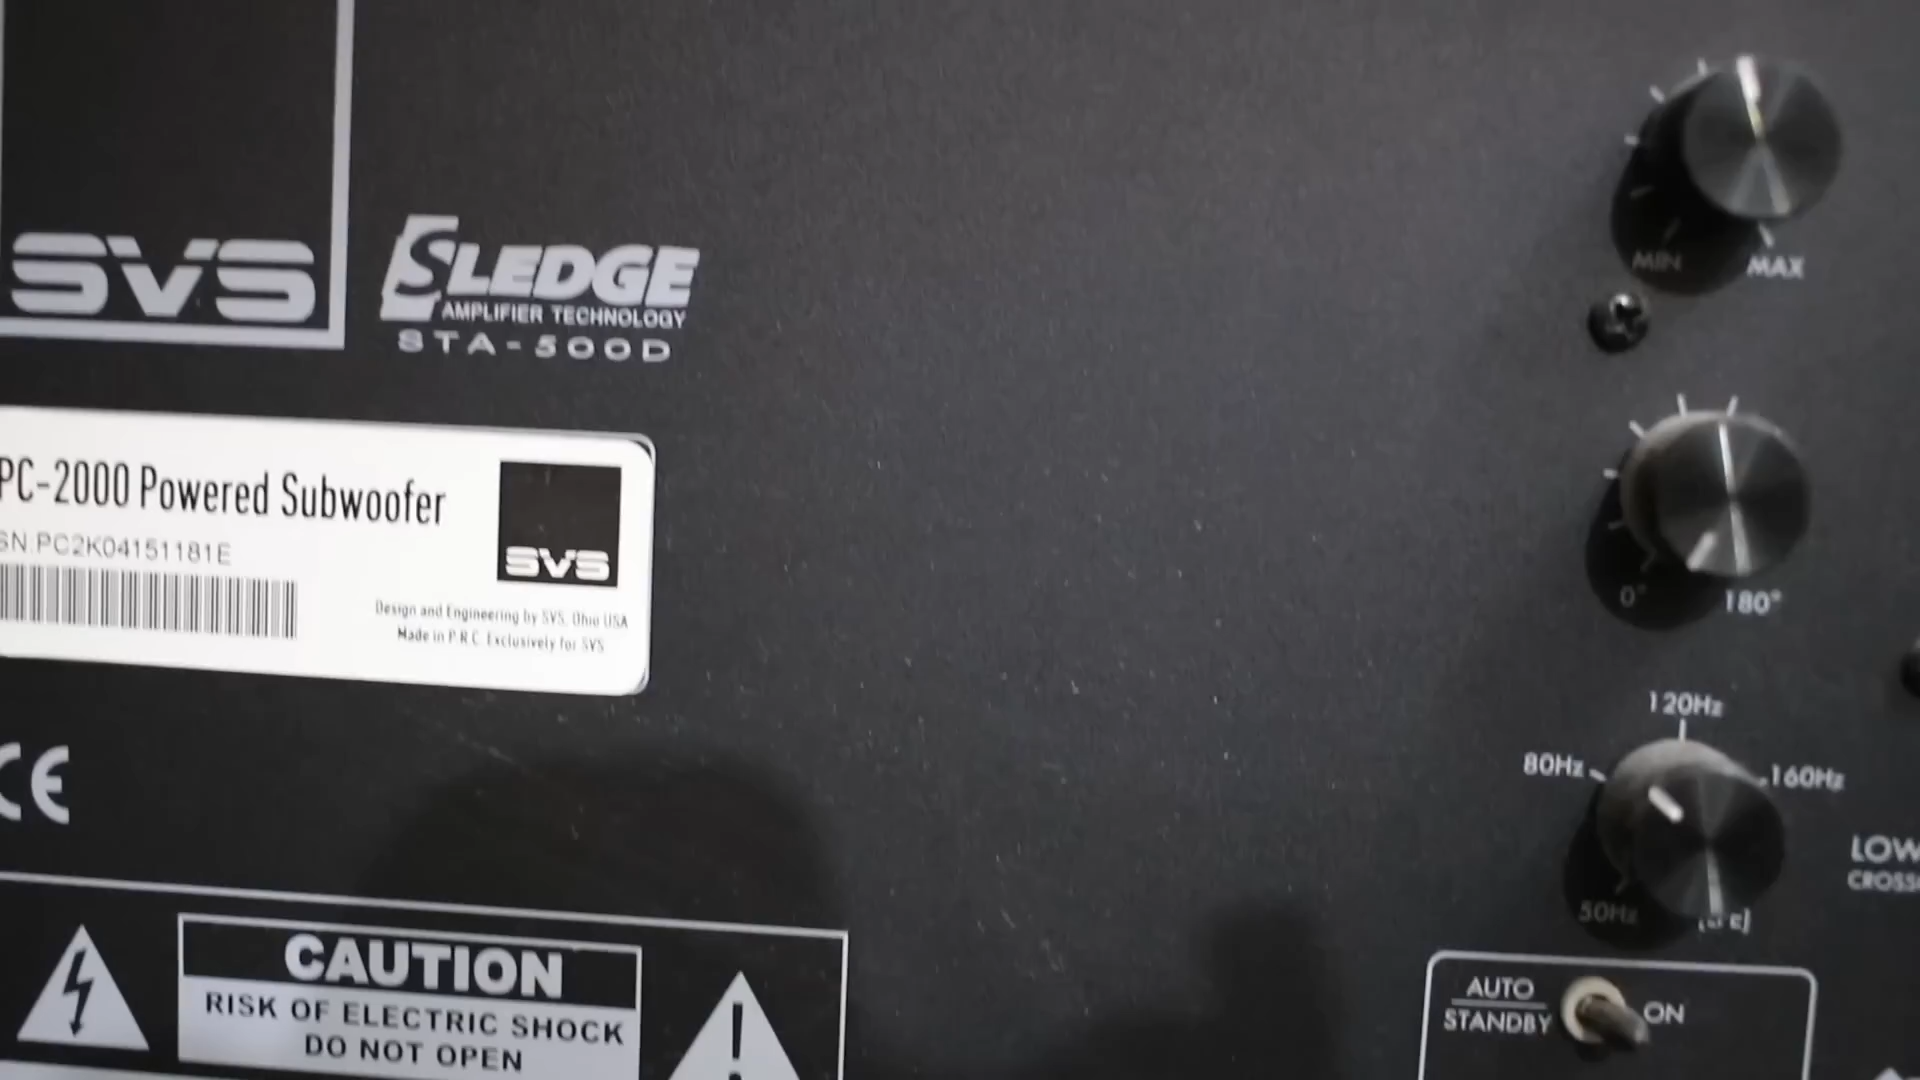 SVS
SLEDGE
AMPLIFIER TECHNOLOGY
STA-500D
MIN MAX
PC-2000 Powered Subwoofer
SN:PC2K04151181E
SVS
Design and Engineering by SVS, Ohio USA
Made in P.R.C. Exclusively for SVS
0° 180°
120Hz
80Hz 160Hz
50Hz [LFE]
LOW
CE
CAUTION
RISK OF ELECTRIC SHOCK
DO NOT OPEN
AUTO
STANDBY
ON